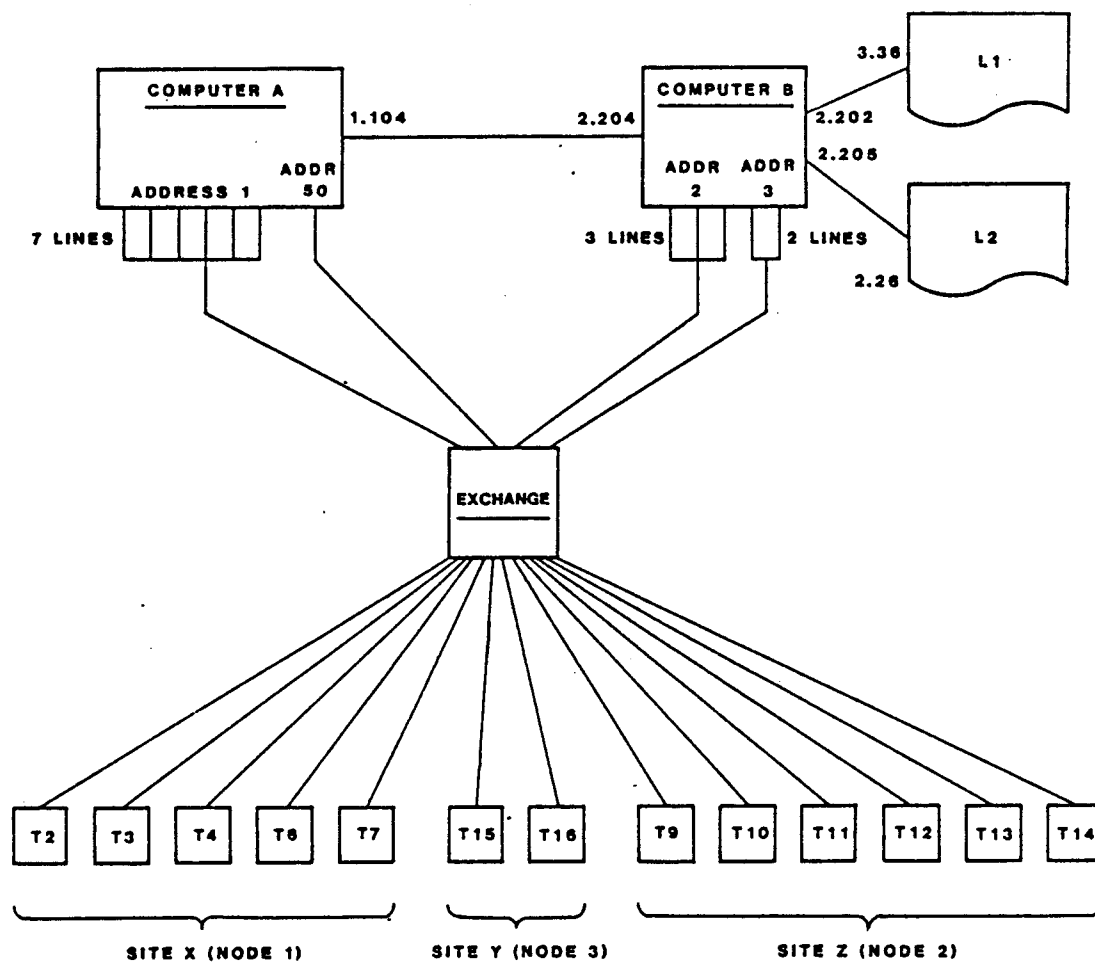 COMPUTER A
1.104
ADDRESS 1
ADDR
50
7 LINES
2.204
COMPUTER B
ADDR
2
ADDR
3
3 LINES
2 LINES
2.202
2.205
3.36
L1
L2
2.26
EXCHANGE
T2
T3
T4
T6
T7
T15
T16
T9
T10
T11
T12
T13
T14
SITE X (NODE 1)
SITE Y (NODE 3)
SITE Z (NODE 2)